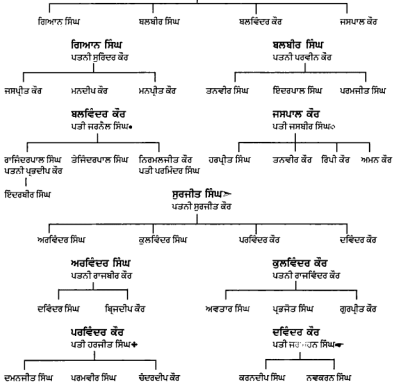 ਗਿਆਨ ਸਿੰਘ ਬਲਬੀਰ ਸਿੰਘ ਬਲਵਿੰਦਰ ਕੌਰ ਜਸਪਾਲ ਕੌਰ
ਗਿਆਨ ਸਿੰਘ ਬਲਬੀਰ ਸਿੰਘ
ਪਤਨੀ ਸੁਰਿੰਦਰ ਕੌਰ ਪਤਨੀ ਪਰਵੀਨ ਕੌਰ
ਜਸਪ੍ਰੀਤ ਕੌਰ ਮਨਦੀਪ ਕੌਰ ਮਨਪ੍ਰੀਤ ਕੌਰ ਤਨਵੀਰ ਸਿੰਘ ਇੰਦਰਪਾਲ ਸਿੰਘ ਪਰਮਜੀਤ ਸਿੰਘ
ਬਲਵਿੰਦਰ ਕੌਰ ਜਸਪਾਲ ਕੌਰ
ਪਤੀ ਜਰਨੈਲ ਸਿੰਘ• ਪਤੀ ਜਸਬੀਰ ਸਿੰਘ◦
ਰਾਜਿੰਦਰਪਾਲ ਸਿੰਘ ਤੇਜਿੰਦਰਪਾਲ ਸਿੰਘ ਨਿਰਮਲਜੀਤ ਕੌਰ ਹਰਪ੍ਰੀਤ ਸਿੰਘ ਤਨਵੀਰ ਕੌਰ ਰਿੰਪੀ ਕੌਰ ਅਮਨ ਕੌਰ
ਪਤਨੀ ਪ੍ਰਭਦੀਪ ਕੌਰ ਪਤੀ ਪਰਮਿੰਦਰ ਸਿੰਘ
ਇੰਦਰਬੀਰ ਸਿੰਘ ਸੁਰਜੀਤ ਸਿੰਘ➣
ਪਤਨੀ ਸੁਰਜੀਤ ਕੌਰ
ਅਰਵਿੰਦਰ ਸਿੰਘ ਕੁਲਵਿੰਦਰ ਸਿੰਘ ਪਰਵਿੰਦਰ ਕੌਰ ਦਵਿੰਦਰ ਕੌਰ
ਅਰਵਿੰਦਰ ਸਿੰਘ ਕੁਲਵਿੰਦਰ ਕੌਰ
ਪਤਨੀ ਰਾਜਬੀਰ ਕੌਰ ਪਤਨੀ ਰਾਜਵਿੰਦਰ ਕੌਰ
ਦਵਿੰਦਰ ਸਿੰਘ ਬ੍ਰਿਜਦੀਪ ਕੌਰ ਅਵਤਾਰ ਸਿੰਘ ਪ੍ਰਭਜੋਤ ਸਿੰਘ ਗੁਰਪ੍ਰੀਤ ਕੌਰ
ਪਰਵਿੰਦਰ ਕੌਰ ਦਵਿੰਦਰ ਕੌਰ
ਪਤੀ ਹਰਜੀਤ ਸਿੰਘ✦ ਪਤੀ ਸਿੰਘ☛
ਦਮਨਜੀਤ ਸਿੰਘ ਪਰਮਵੀਰ ਸਿੰਘ ਚੰਦਰਦੀਪ ਕੌਰ ਕਰਨਦੀਪ ਸਿੰਘ ਨਵਕਰਨ ਸਿੰਘ